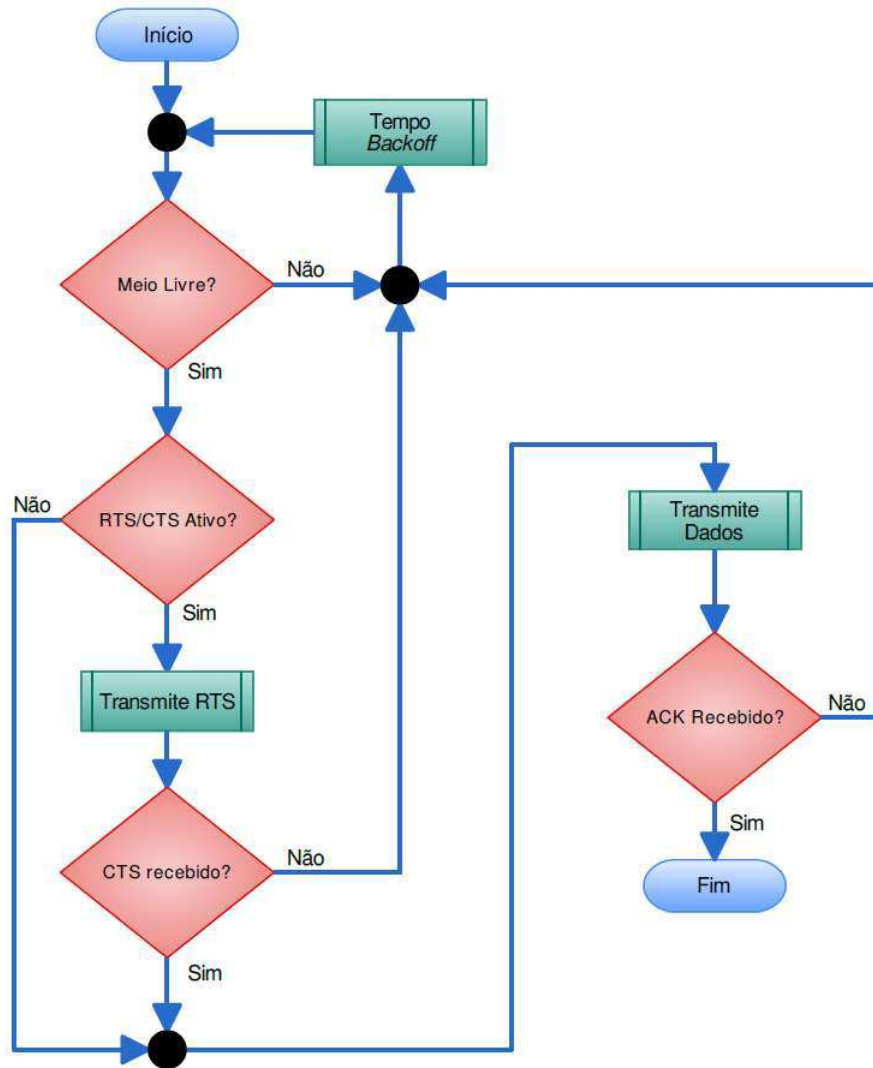 Início
Tempo
Backoff
Meio Livre?
Não
Sim
Não
RTS/CTS Ativo?
Sim
Transmite RTS
CTS recebido?
Não
Sim
Transmite
Dados
ACK Recebido?
Não
Sim
Fim